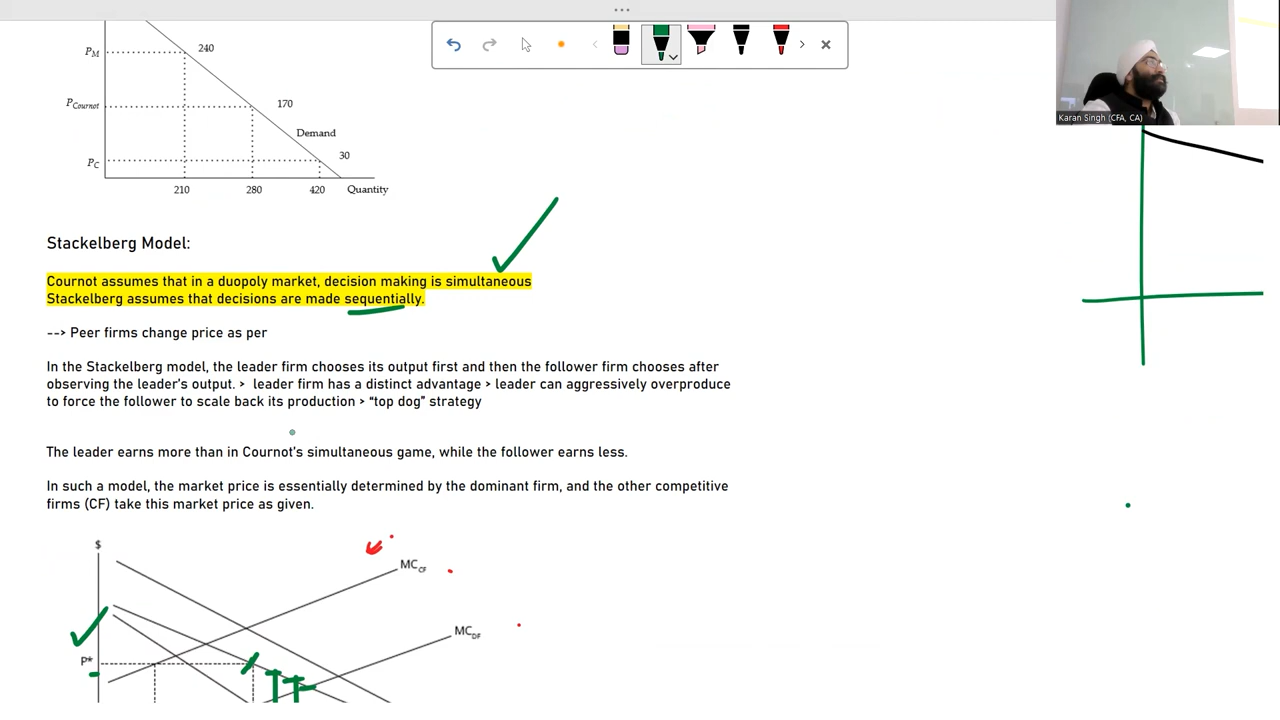 P_M
240
P_Cournot
170
Demand
P_C
30
210
280
420
Quantity
Karan Singh (CFA, CA)
Stackelberg Model:
Cournot assumes that in a duopoly market, decision making is simultaneous
Stackelberg assumes that decisions are made sequentially.
--> Peer firms change price as per
In the Stackelberg model, the leader firm chooses its output first and then the follower firm chooses after
observing the leader's output. > leader firm has a distinct advantage > leader can aggressively overproduce
to force the follower to scale back its production > “top dog” strategy
The leader earns more than in Cournot's simultaneous game, while the follower earns less.
In such a model, the market price is essentially determined by the dominant firm, and the other competitive
firms (CF) take this market price as given.
$
MC_CF
MC_DF
P*